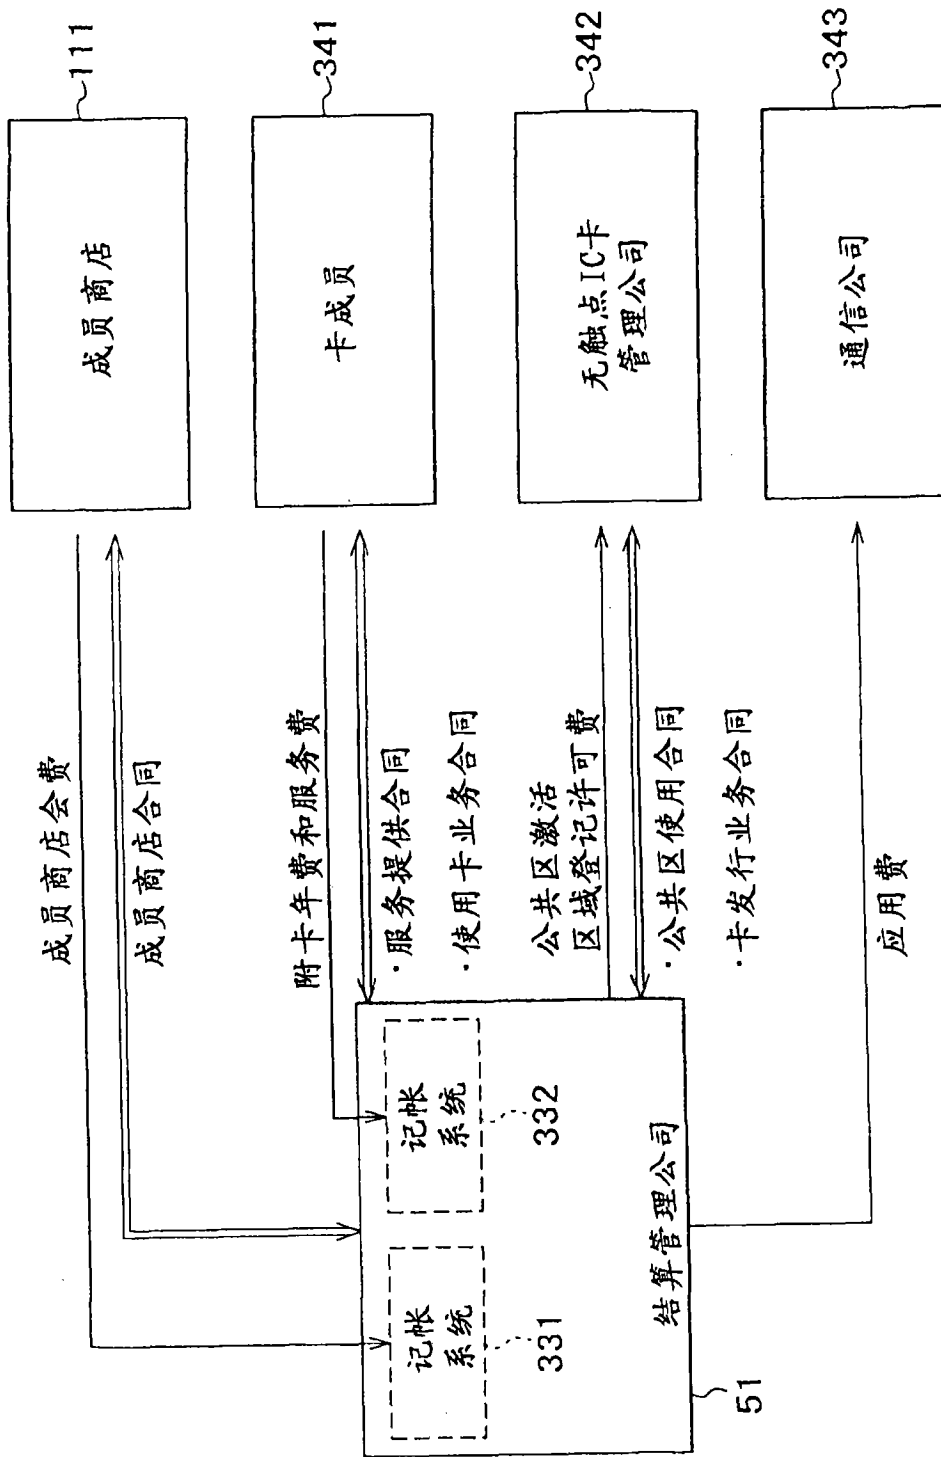 成员商店
111
卡成员
341
无触点IC卡
管理公司
342
通信公司
343
成员商店会费
成员商店合同
附卡年费和服务费
·服务提供合同
·使用卡业务合同
公共区激活
区域登记许可费
·公共区使用合同
·卡发行业务合同
应用费
记帐
系统
331
记帐
系统
332
结算管理公司
51